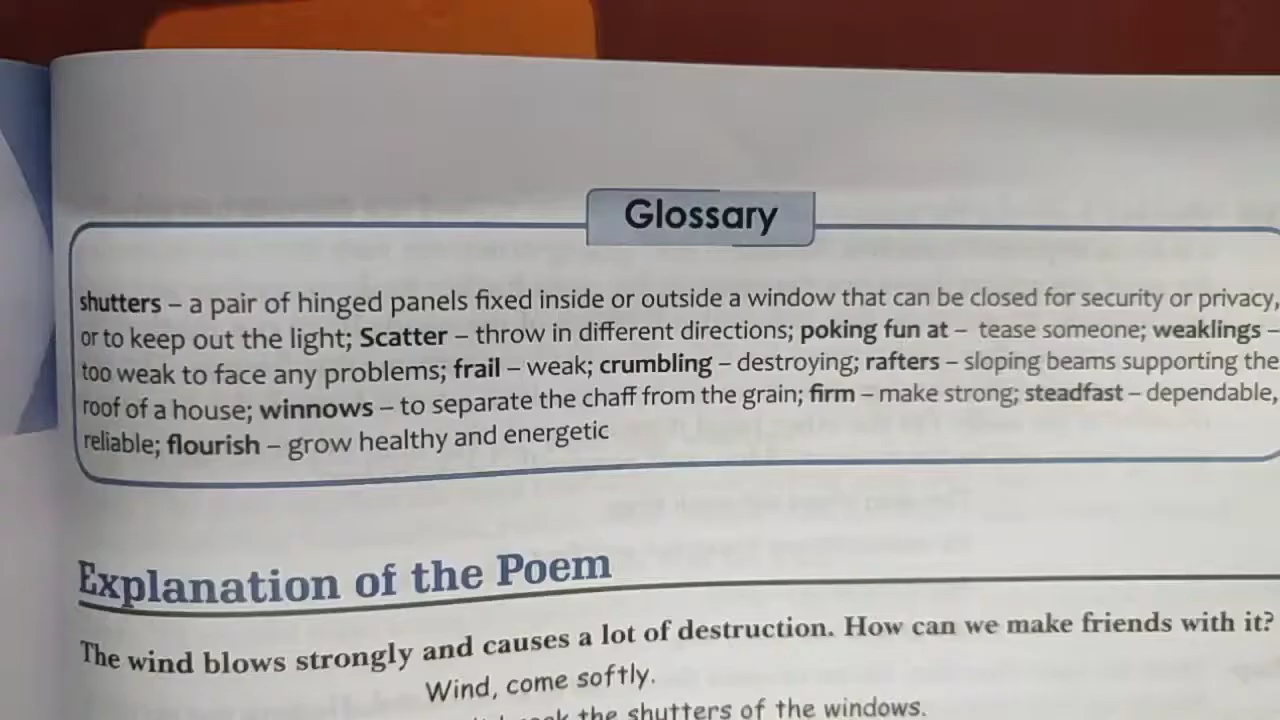 Glossary
shutters – a pair of hinged panels fixed inside or outside a window that can be closed for security or privacy,
or to keep out the light; Scatter – throw in different directions; poking fun at – tease someone; weaklings –
too weak to face any problems; frail – weak; crumbling – destroying; rafters – sloping beams supporting the
roof of a house; winnows – to separate the chaff from the grain; firm – make strong; steadfast – dependable,
reliable; flourish – grow healthy and energetic
Explanation of the Poem
The wind blows strongly and causes a lot of destruction. How can we make friends with it?
Wind, come softly.
the shutters of the windows.